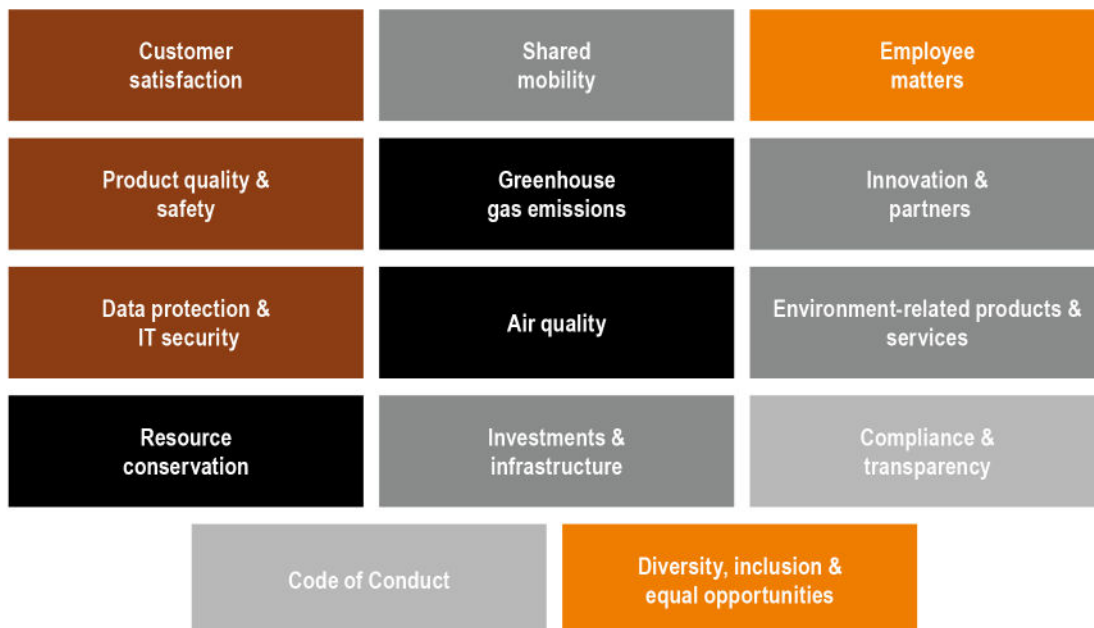 Customer
satisfaction
Shared
mobility
Employee
matters
Product quality &
safety
Greenhouse
gas emissions
Innovation &
partners
Data protection &
IT security
Air quality
Environment-related products &
services
Resource
conservation
Investments &
infrastructure
Compliance &
transparency
Code of Conduct
Diversity, inclusion &
equal opportunities